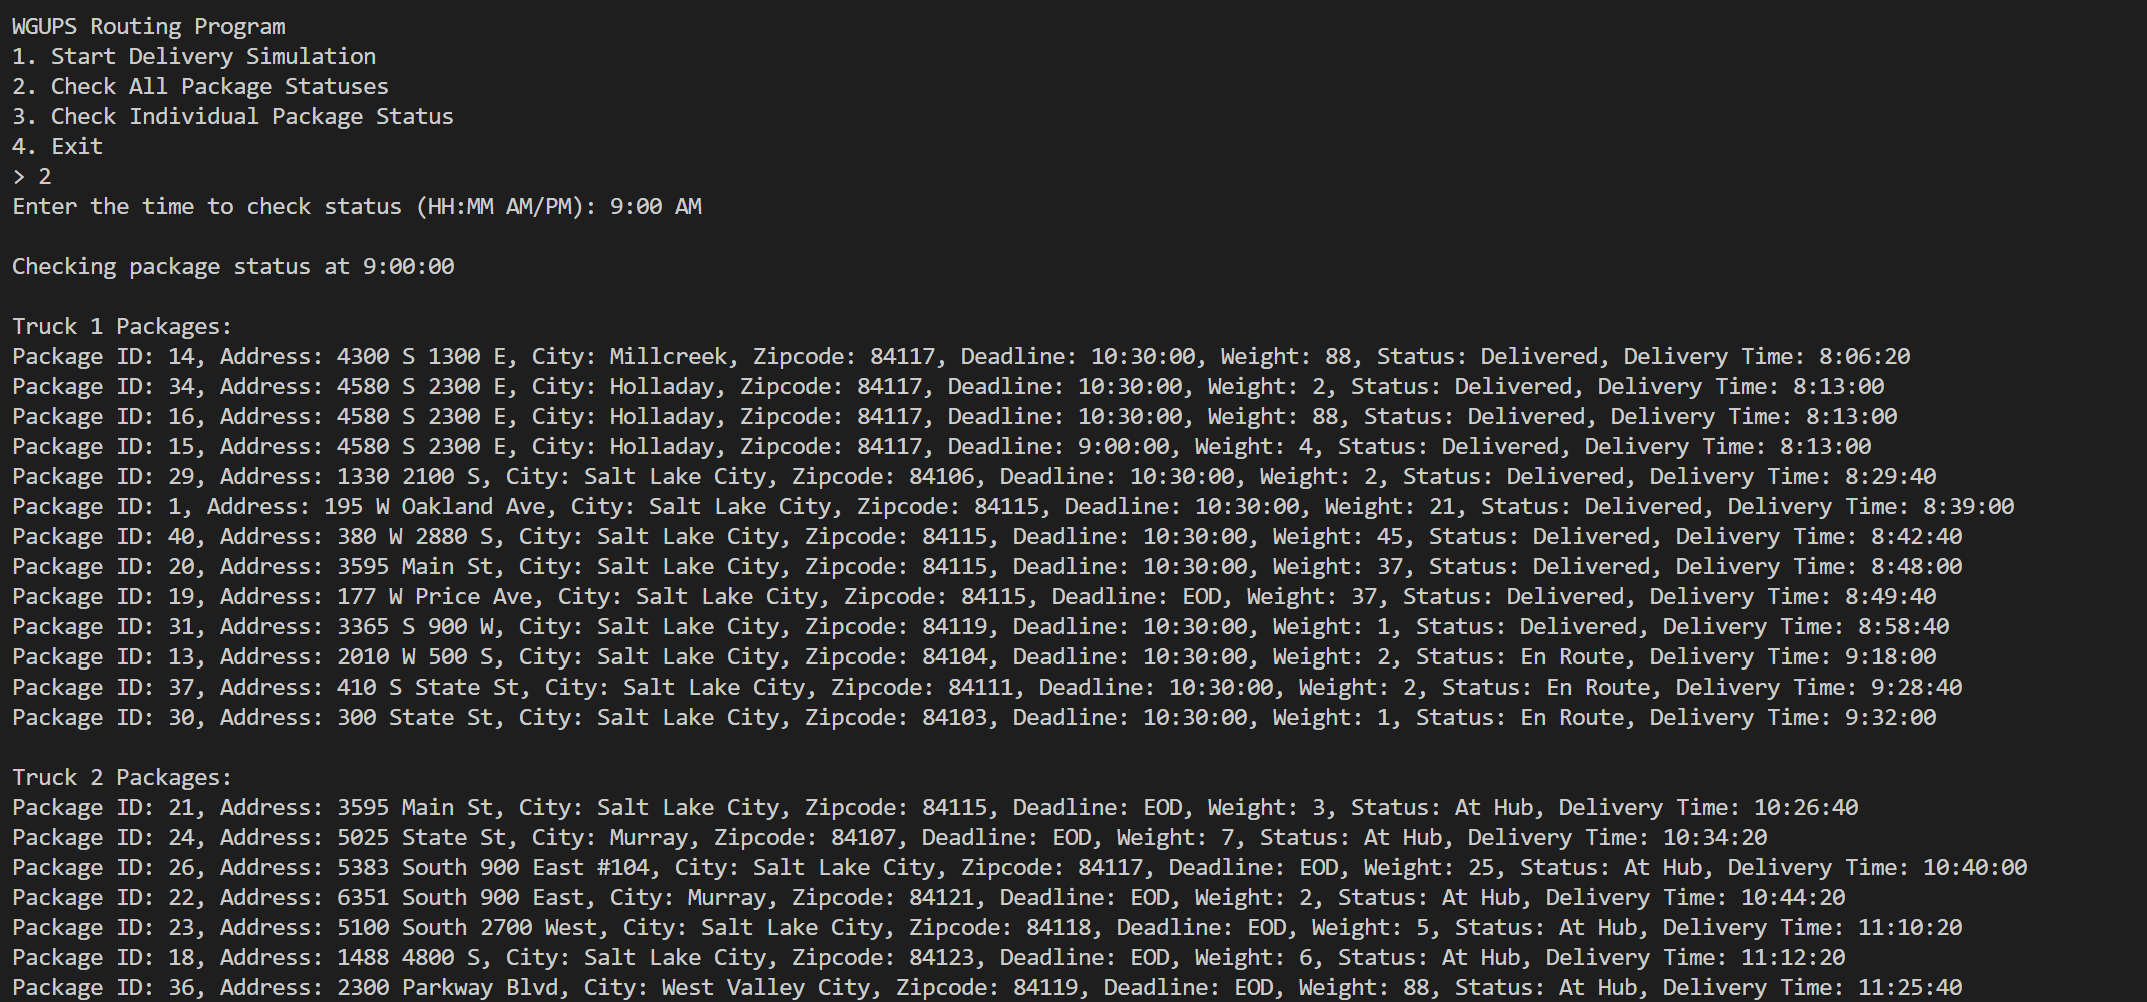 WGUPS Routing Program
1. Start Delivery Simulation
2. Check All Package Statuses
3. Check Individual Package Status
4. Exit
> 2
Enter the time to check status (HH:MM AM/PM): 9:00 AM
Checking package status at 9:00:00
Truck 1 Packages:
Package ID: 14, Address: 4300 S 1300 E, City: Millcreek, Zipcode: 84117, Deadline: 10:30:00, Weight: 88, Status: Delivered, Delivery Time: 8:06:20
Package ID: 34, Address: 4580 S 2300 E, City: Holladay, Zipcode: 84117, Deadline: 10:30:00, Weight: 2, Status: Delivered, Delivery Time: 8:13:00
Package ID: 16, Address: 4580 S 2300 E, City: Holladay, Zipcode: 84117, Deadline: 10:30:00, Weight: 88, Status: Delivered, Delivery Time: 8:13:00
Package ID: 15, Address: 4580 S 2300 E, City: Holladay, Zipcode: 84117, Deadline: 9:00:00, Weight: 4, Status: Delivered, Delivery Time: 8:13:00
Package ID: 29, Address: 1330 2100 S, City: Salt Lake City, Zipcode: 84106, Deadline: 10:30:00, Weight: 2, Status: Delivered, Delivery Time: 8:29:40
Package ID: 1, Address: 195 W Oakland Ave, City: Salt Lake City, Zipcode: 84115, Deadline: 10:30:00, Weight: 21, Status: Delivered, Delivery Time: 8:39:00
Package ID: 40, Address: 380 W 2880 S, City: Salt Lake City, Zipcode: 84115, Deadline: 10:30:00, Weight: 45, Status: Delivered, Delivery Time: 8:42:40
Package ID: 20, Address: 3595 Main St, City: Salt Lake City, Zipcode: 84115, Deadline: 10:30:00, Weight: 37, Status: Delivered, Delivery Time: 8:48:00
Package ID: 19, Address: 177 W Price Ave, City: Salt Lake City, Zipcode: 84115, Deadline: EOD, Weight: 37, Status: Delivered, Delivery Time: 8:49:40
Package ID: 31, Address: 3365 S 900 W, City: Salt Lake City, Zipcode: 84119, Deadline: 10:30:00, Weight: 1, Status: Delivered, Delivery Time: 8:58:40
Package ID: 13, Address: 2010 W 500 S, City: Salt Lake City, Zipcode: 84104, Deadline: 10:30:00, Weight: 2, Status: En Route, Delivery Time: 9:18:00
Package ID: 37, Address: 410 S State St, City: Salt Lake City, Zipcode: 84111, Deadline: 10:30:00, Weight: 2, Status: En Route, Delivery Time: 9:28:40
Package ID: 30, Address: 300 State St, City: Salt Lake City, Zipcode: 84103, Deadline: 10:30:00, Weight: 1, Status: En Route, Delivery Time: 9:32:00
Truck 2 Packages:
Package ID: 21, Address: 3595 Main St, City: Salt Lake City, Zipcode: 84115, Deadline: EOD, Weight: 3, Status: At Hub, Delivery Time: 10:26:40
Package ID: 24, Address: 5025 State St, City: Murray, Zipcode: 84107, Deadline: EOD, Weight: 7, Status: At Hub, Delivery Time: 10:34:20
Package ID: 26, Address: 5383 South 900 East #104, City: Salt Lake City, Zipcode: 84117, Deadline: EOD, Weight: 25, Status: At Hub, Delivery Time: 10:40:00
Package ID: 22, Address: 6351 South 900 East, City: Murray, Zipcode: 84121, Deadline: EOD, Weight: 2, Status: At Hub, Delivery Time: 10:44:20
Package ID: 23, Address: 5100 South 2700 West, City: Salt Lake City, Zipcode: 84118, Deadline: EOD, Weight: 5, Status: At Hub, Delivery Time: 11:10:20
Package ID: 18, Address: 1488 4800 S, City: Salt Lake City, Zipcode: 84123, Deadline: EOD, Weight: 6, Status: At Hub, Delivery Time: 11:12:20
Package ID: 36, Address: 2300 Parkway Blvd, City: West Valley City, Zipcode: 84119, Deadline: EOD, Weight: 88, Status: At Hub, Delivery Time: 11:25:40